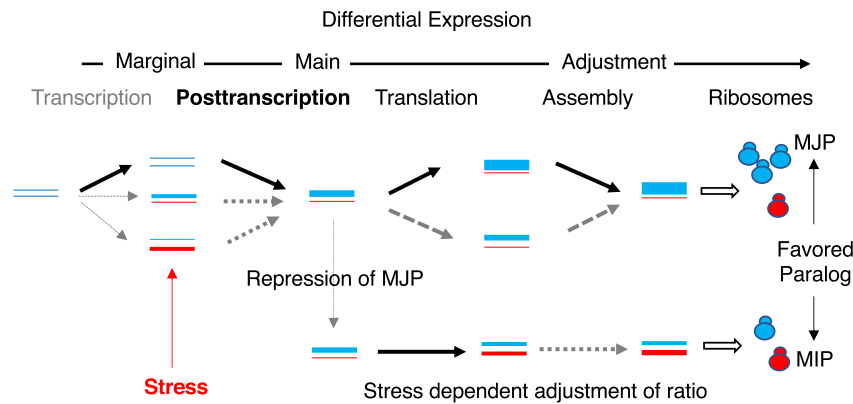 Differential Expression
Marginal Main Adjustment
Transcription Posttranscription Translation Assembly Ribosomes
MJP
Favored
Paralog
Repression of MJP
MIP
Stress
Stress dependent adjustment of ratio